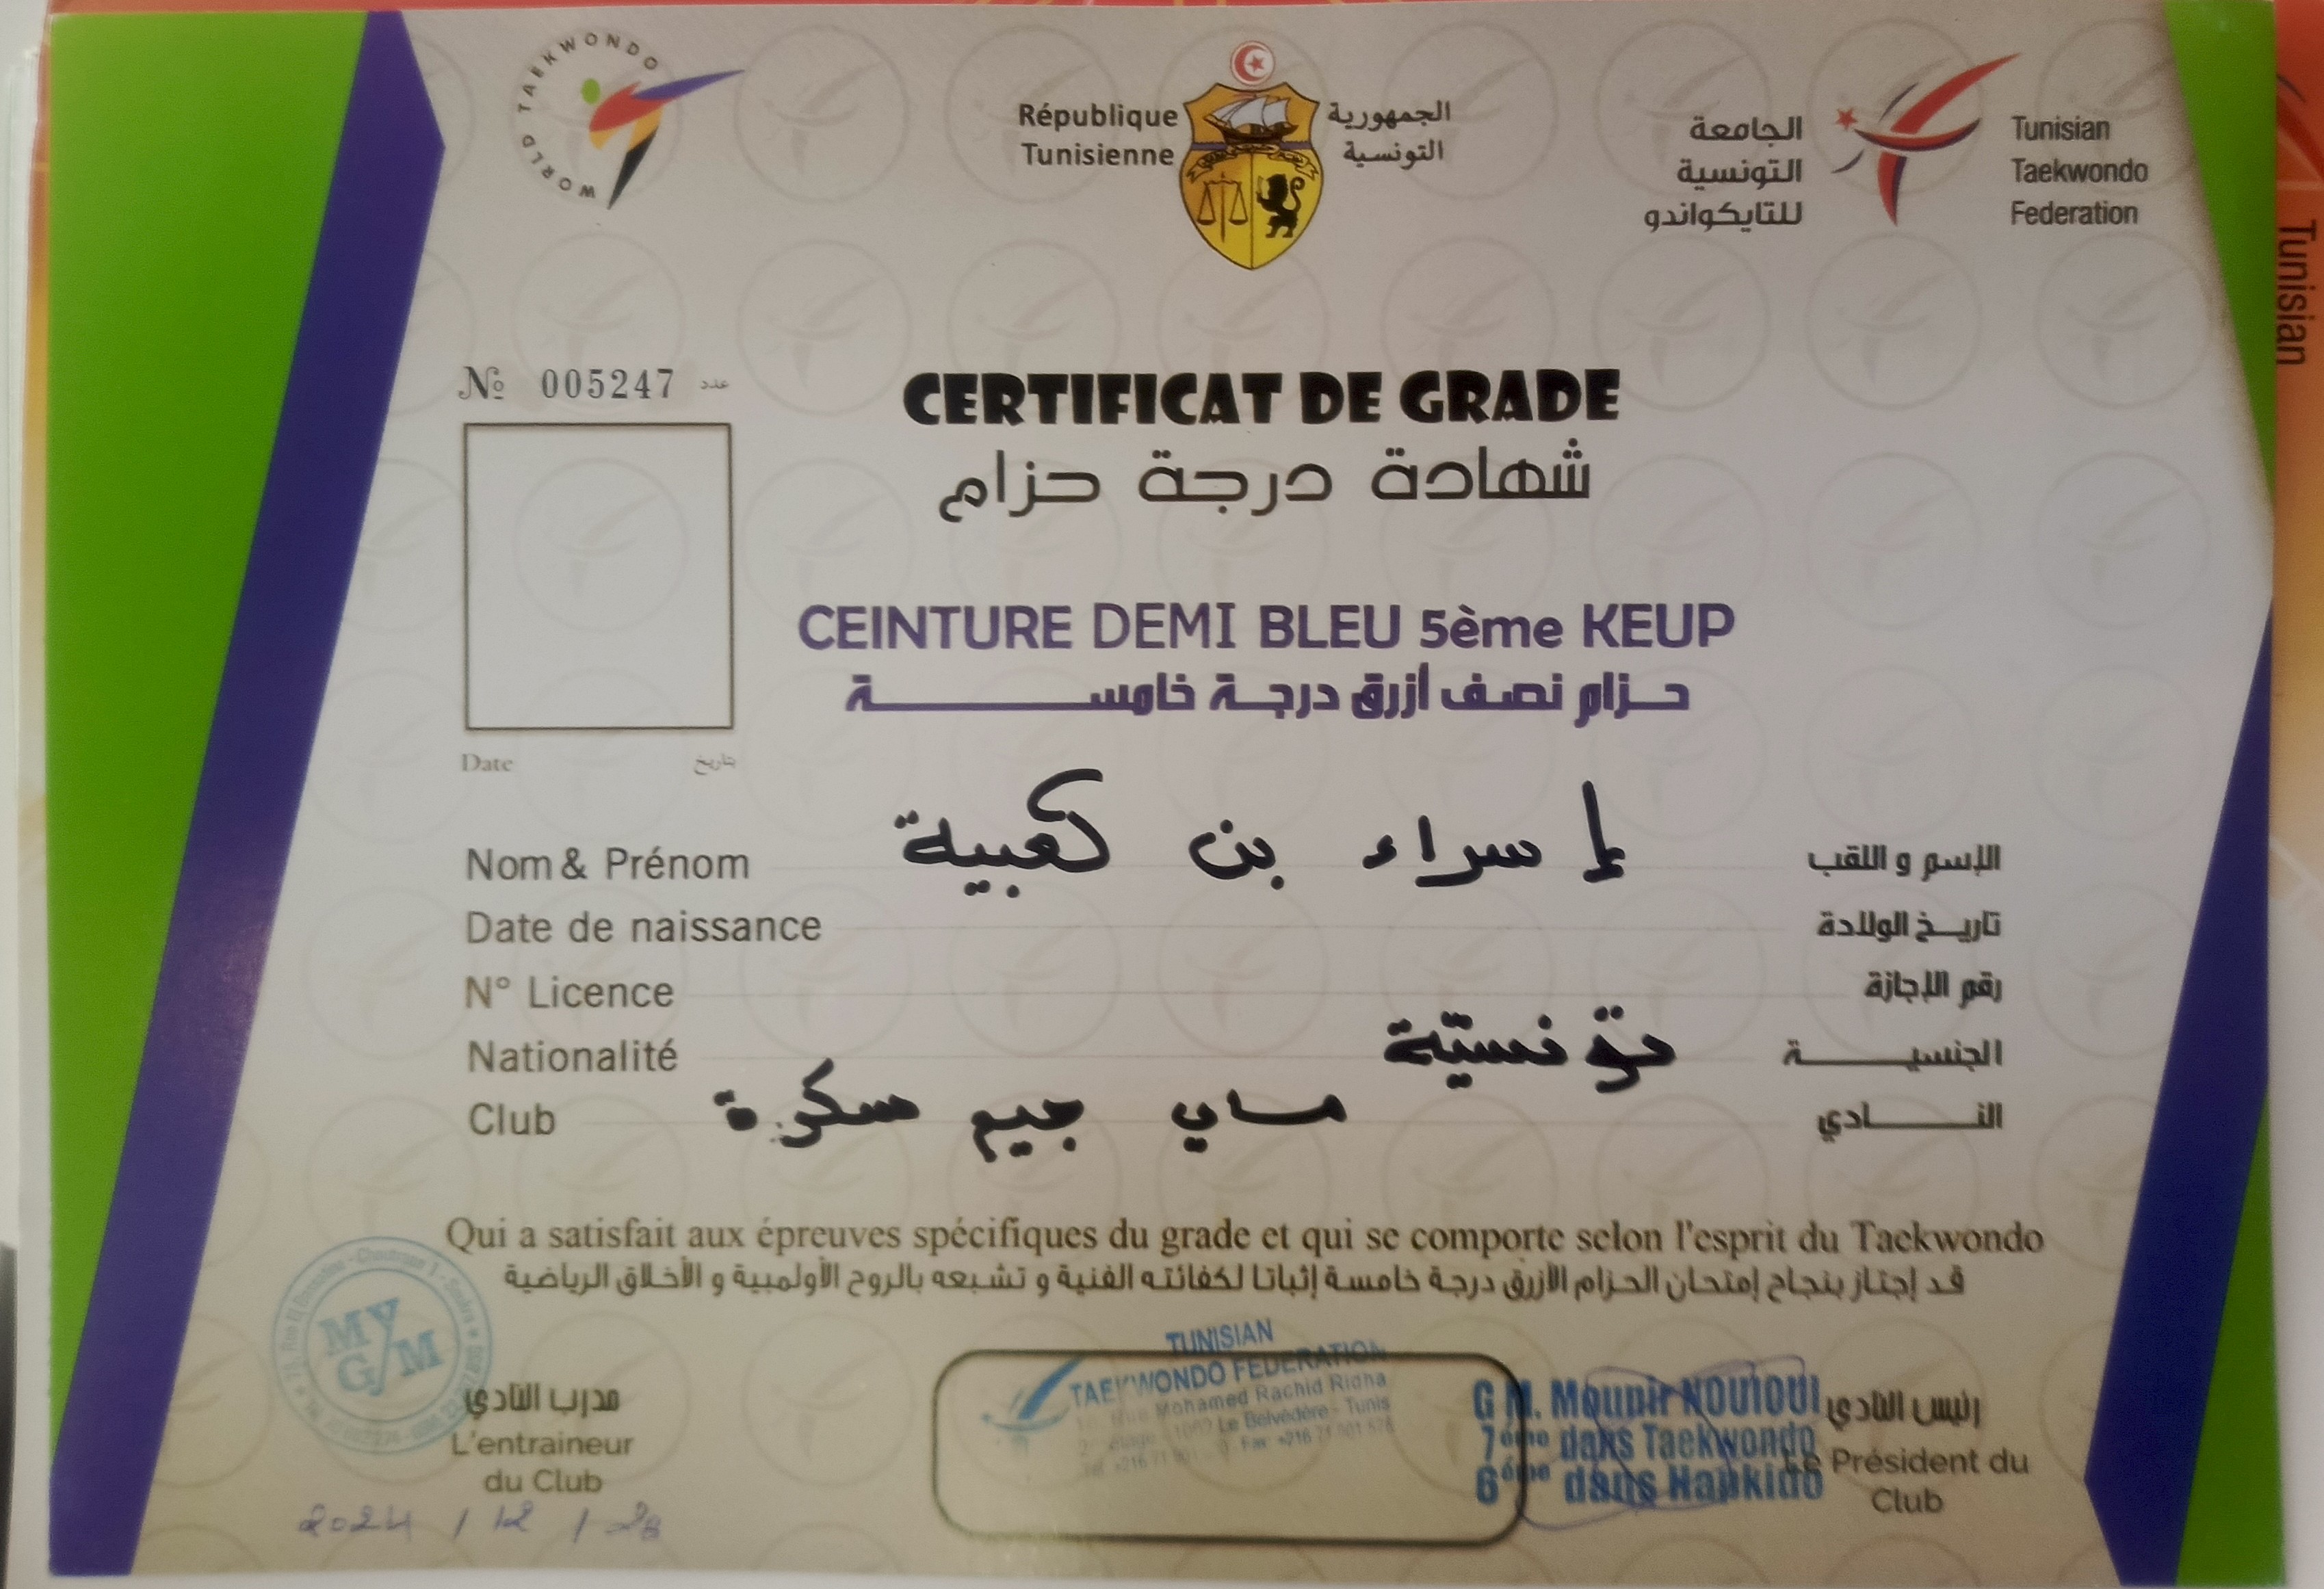 WORLD TAEKWONDO
République
Tunisienne
الجمهورية
التونسية
الجامعة
التونسية
للتايكواندو
Tunisian
Taekwondo
Federation
Tunisian
№ 005247 عدد
CERTIFICAT DE GRADE
شهادة درجة حزام
CEINTURE DEMI BLEU 5ème KEUP
حزام نصف أزرق درجة خامسة
Date بتاريخ
Nom & Prénom إسراء بن كعبية الإسم و اللقب
Date de naissance تاريخ الولادة
N° Licence رقم الإجازة
Nationalité تونسيّة الجنسية
Club ماي جيم سكرة النادي
Qui a satisfait aux épreuves spécifiques du grade et qui se comporte selon l'esprit du Taekwondo
قد إجتاز بنجاح إمتحان الحزام الأزرق درجة خامسة إثباتا لكفائته الفنية و تشبعه بالروح الأولمبية و الأخلاق الرياضية
MY
GYM
مدرب النادي
L'entraineur
du Club
2024 / 12 / 28
TUNISIAN
TAEKWONDO FEDERATION
Rue Mohamed Rachid Ridha
Le Belvédère - Tunis
G M. Mounir NOUIOUI
7ème dans Taekwondo
6ème dans Hapkido
رئيس النادي
Le Président du
Club